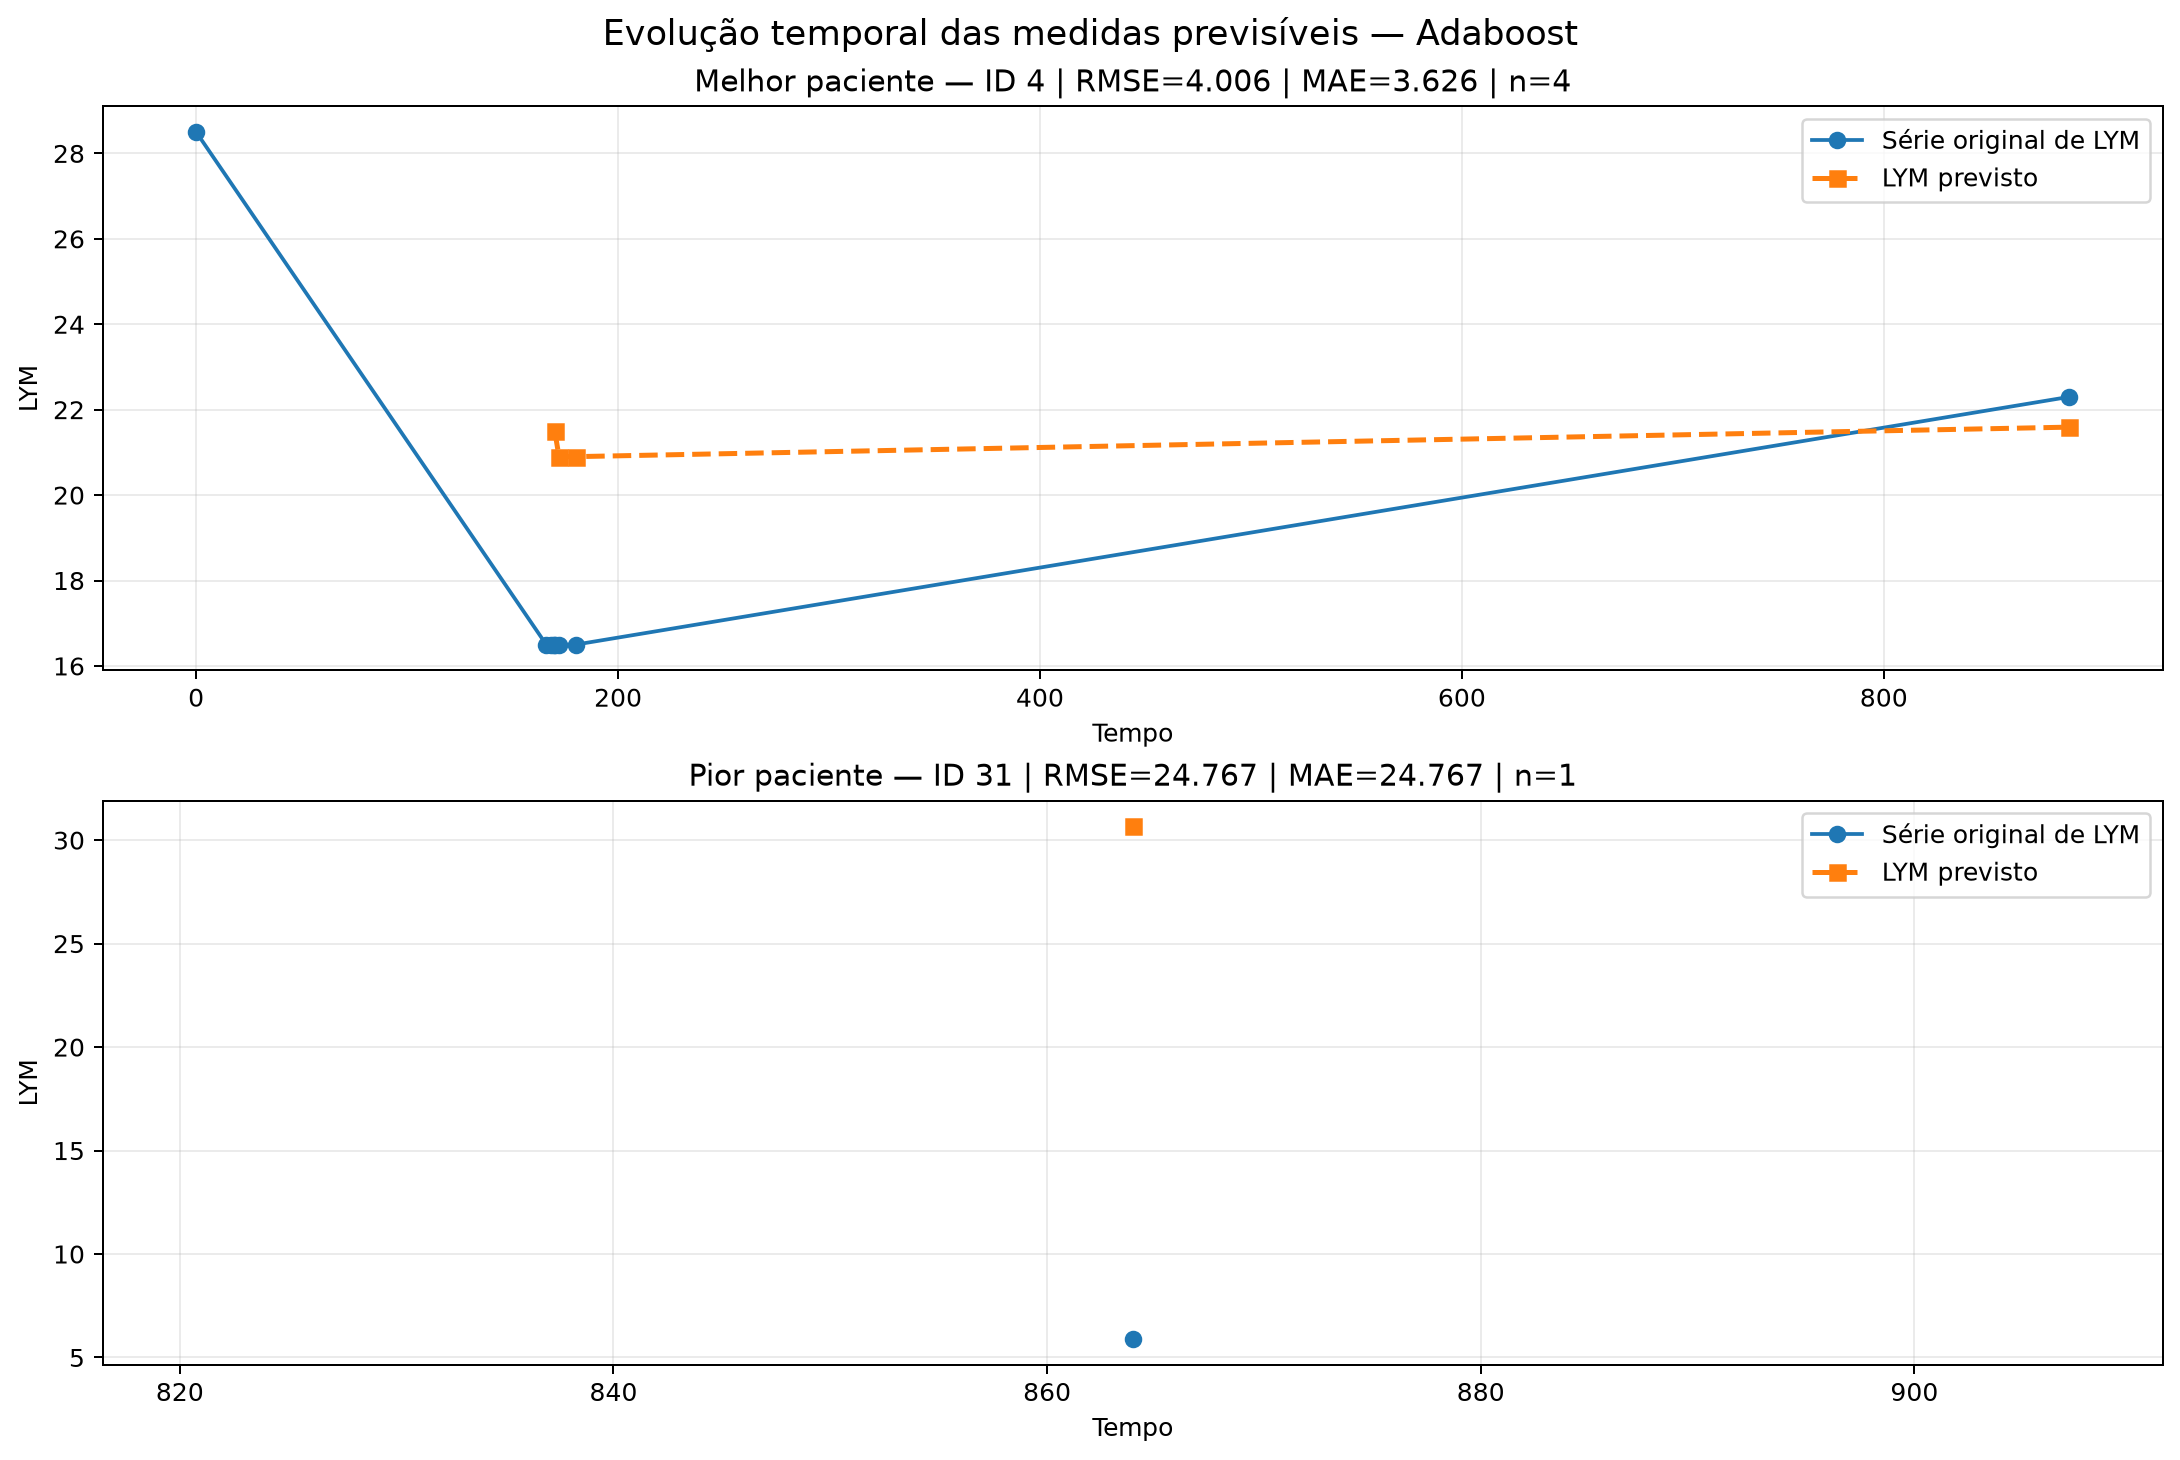 Evolução temporal das medidas previsíveis — Adaboost
Melhor paciente — ID 4 | RMSE=4.006 | MAE=3.626 | n=4
Série original de LYM
LYM previsto
28
26
24
22
20
18
16
LYM
0 200 400 600 800
Tempo
Pior paciente — ID 31 | RMSE=24.767 | MAE=24.767 | n=1
Série original de LYM
LYM previsto
30
25
20
15
10
5
LYM
820 840 860 880 900
Tempo